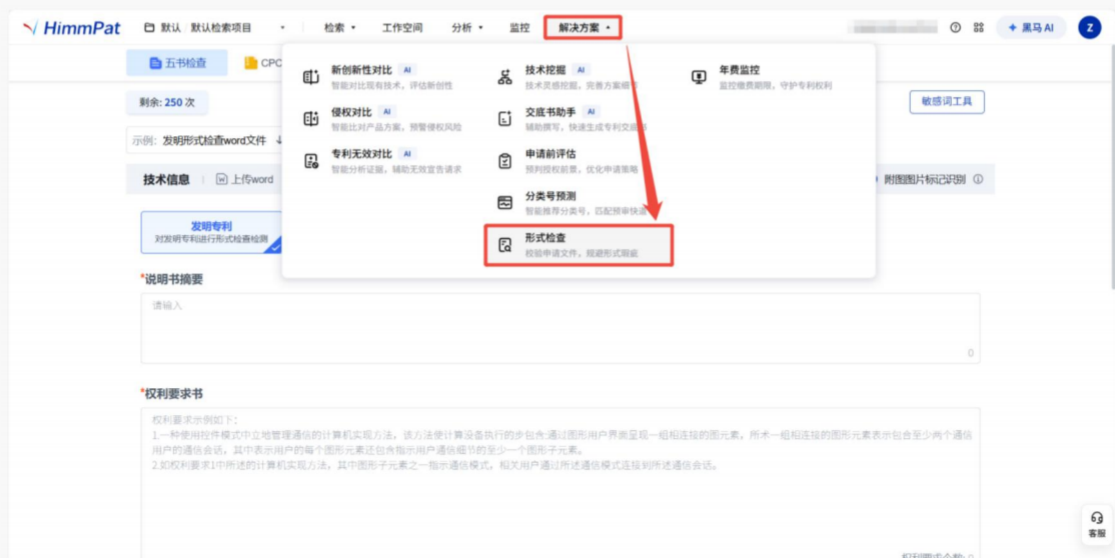 HimmPat
默认 默认检索项目
检索
工作空间
分析
监控
解决方案
黑马 AI
Z
五书检查
CPC
剩余: 250 次
敏感词工具
示例: 发明形式检查word文件
技术信息
上传word
附图图片标记识别
发明专利
对发明专利进行形式检查检测
新创新性对比 AI
智能对比现有技术，评估新创性
侵权对比 AI
智能比对产品方案，预警侵权风险
专利无效对比 AI
智能分析证据，辅助无效宣告请求
技术挖掘 AI
技术灵感挖掘，完善方案细节
交底书助手 AI
辅助撰写，快速生成专利交底书
申请前评估
预判授权前景，优化申请策略
分类号预测
智能推荐分类号，匹配预审快速
形式检查
校验申请文件，规避形式瑕疵
年费监控
监控缴费期限，守护专利权利
*说明书摘要
请输入
0
*权利要求书
权利要求示例如下：
1.一种使用控件模式中立地管理通信的计算机实现方法，该方法使计算设备执行的步包含:通过图形用户界面呈现一组相连接的图元素，所术一组相连接的图形元素表示包含至少两个通信
用户的通信会话，其中表示用户的每个图形元素还包含指示用户通信细节的至少一个图形子元素。
2.如权利要求1中所述的计算机实现方法，其中图形子元素之一指示通信模式，相关用户通过所述通信模式连接到所述通信会话。
权利要求个数: 0
客服